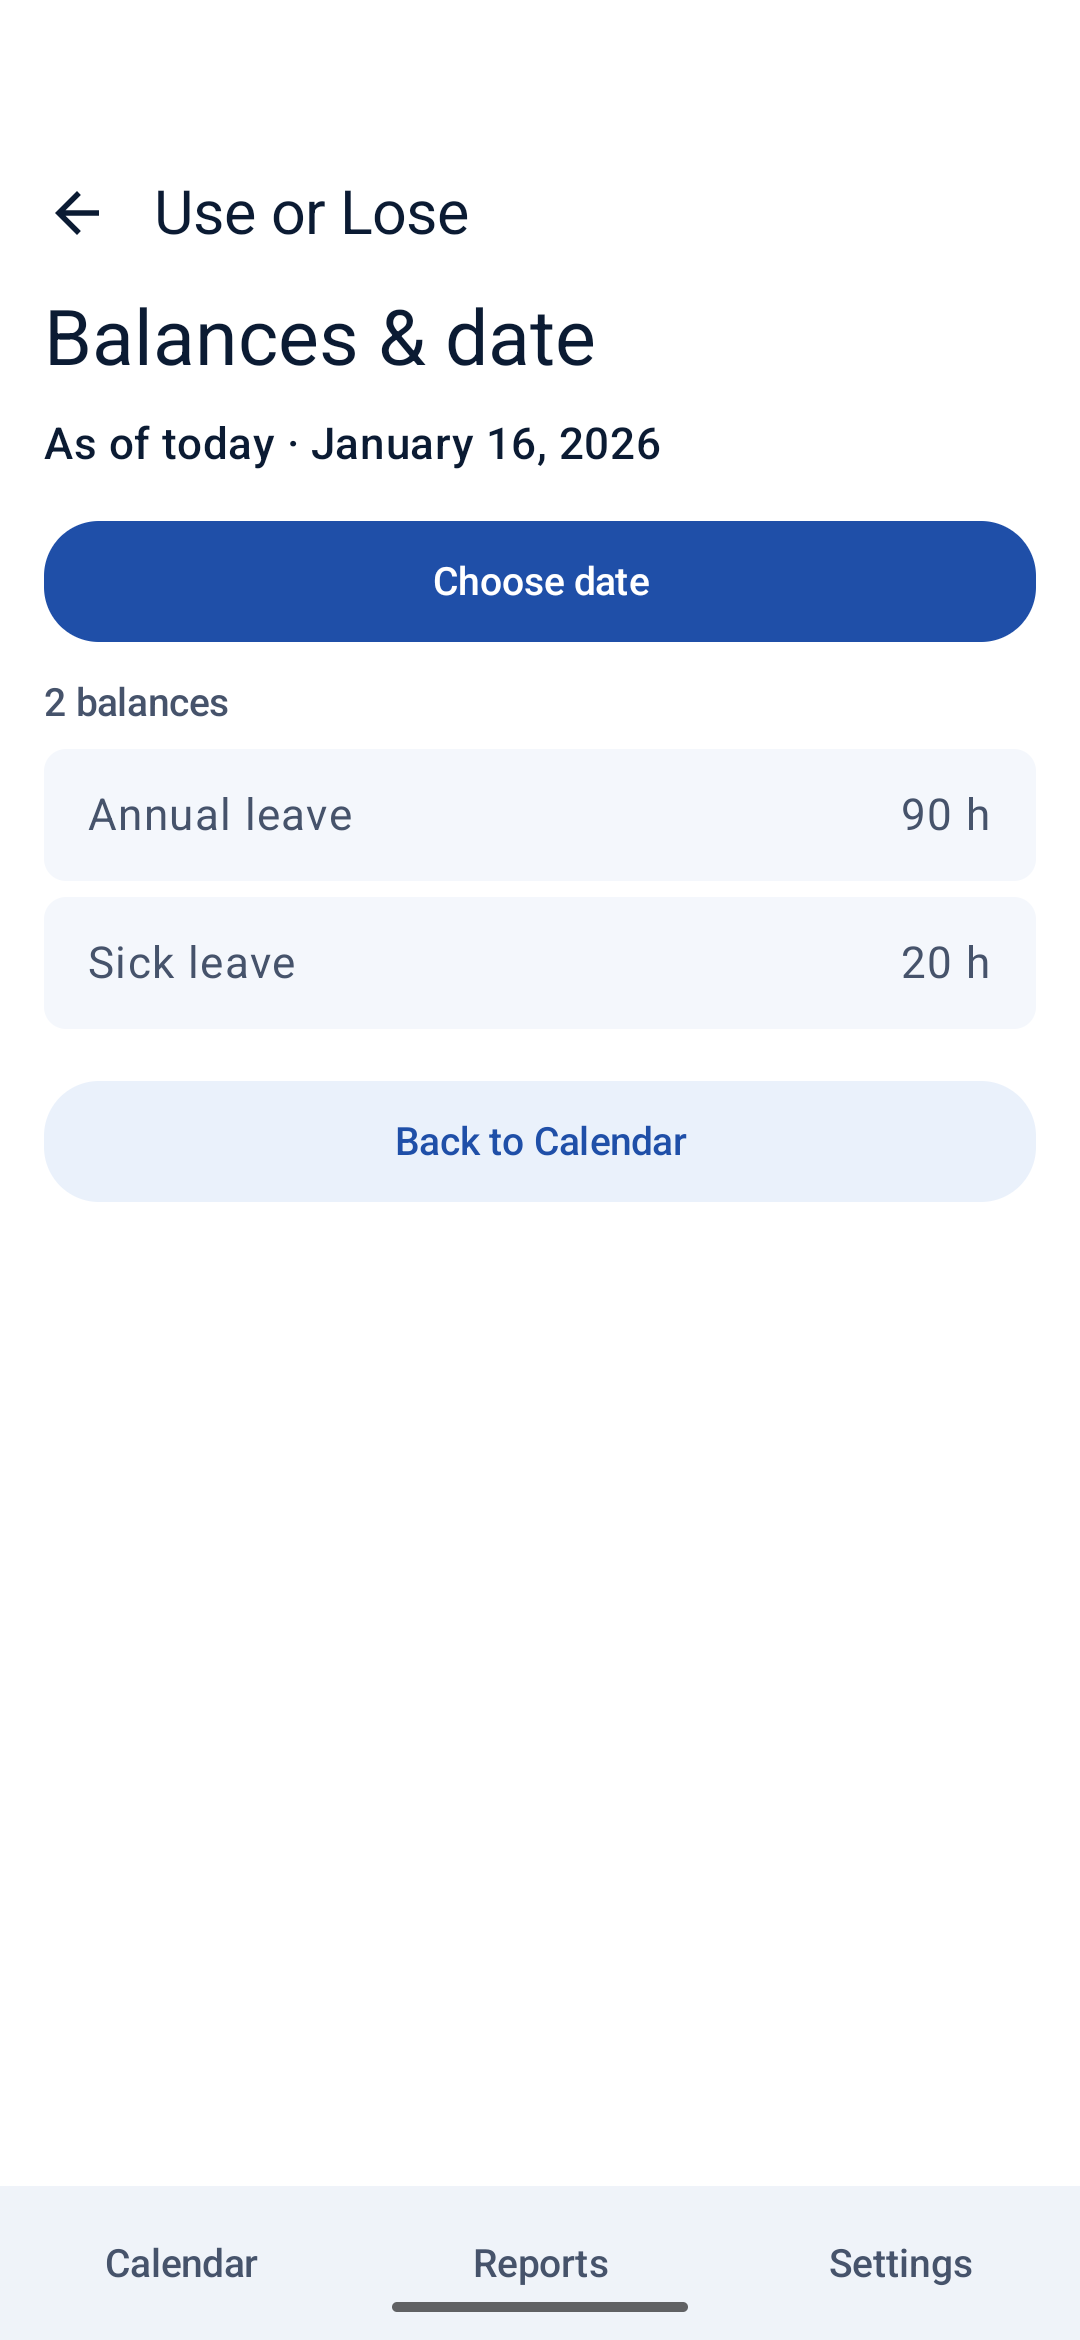 Use or Lose
Balances & date
As of today · January 16, 2026
Choose date
2 balances
Annual leave 90 h
Sick leave 20 h
Back to Calendar
Calendar Reports Settings